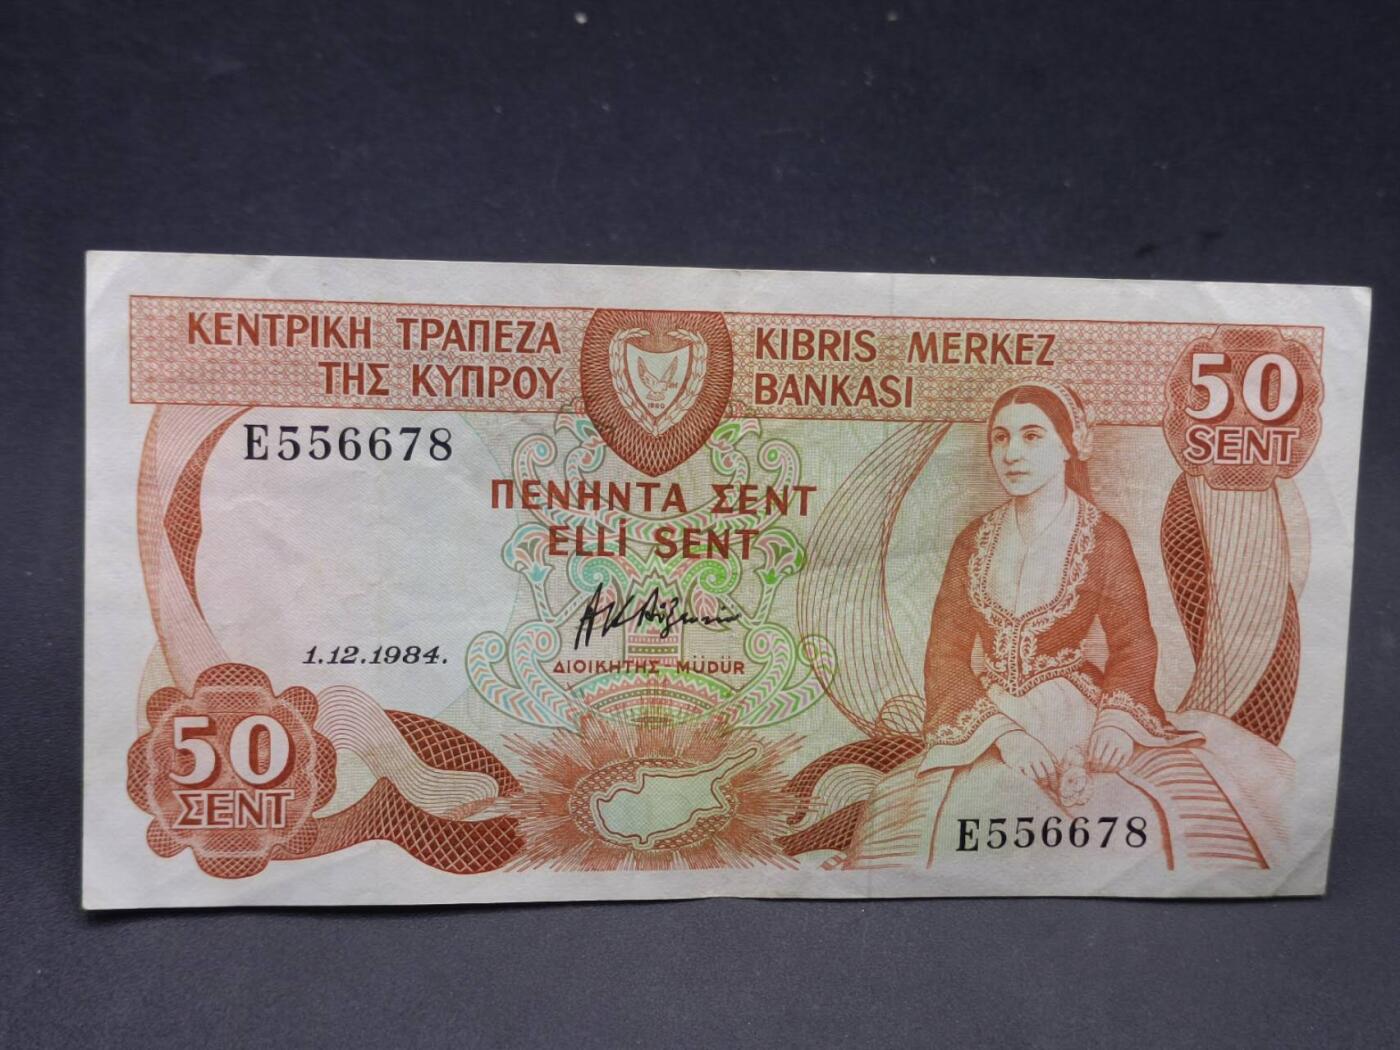 ΚΕΝΤΡΙΚΗ ΤΡΑΠΕΖΑ
ΤΗΣ ΚΥΠΡΟΥ
KIBRIS MERKEZ
BANKASI
50
SENT
1960
E556678
ΠΕΝΗΝΤΑ ΣΕΝΤ
ELLİ SENT
1.12.1984.
ΔΙΟΙΚΗΤΗΣ MÜDÜR
50
ΣΕΝΤ
E556678